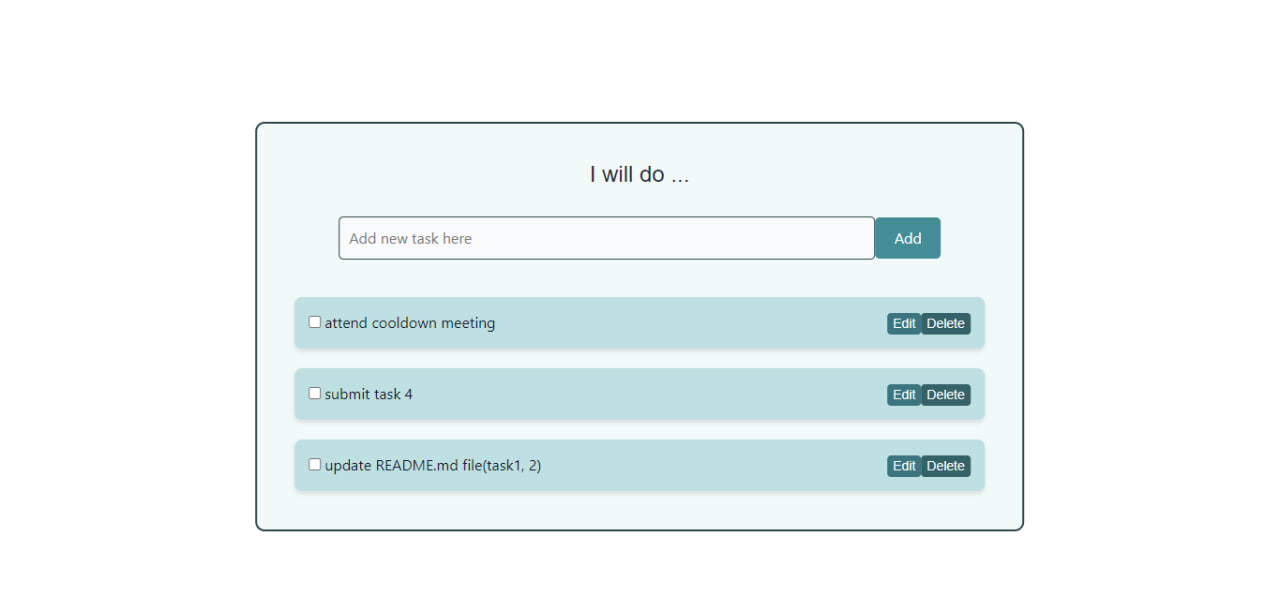 I will do ...
Add new task here Add
attend cooldown meeting Edit Delete
submit task 4 Edit Delete
update README.md file(task1, 2) Edit Delete